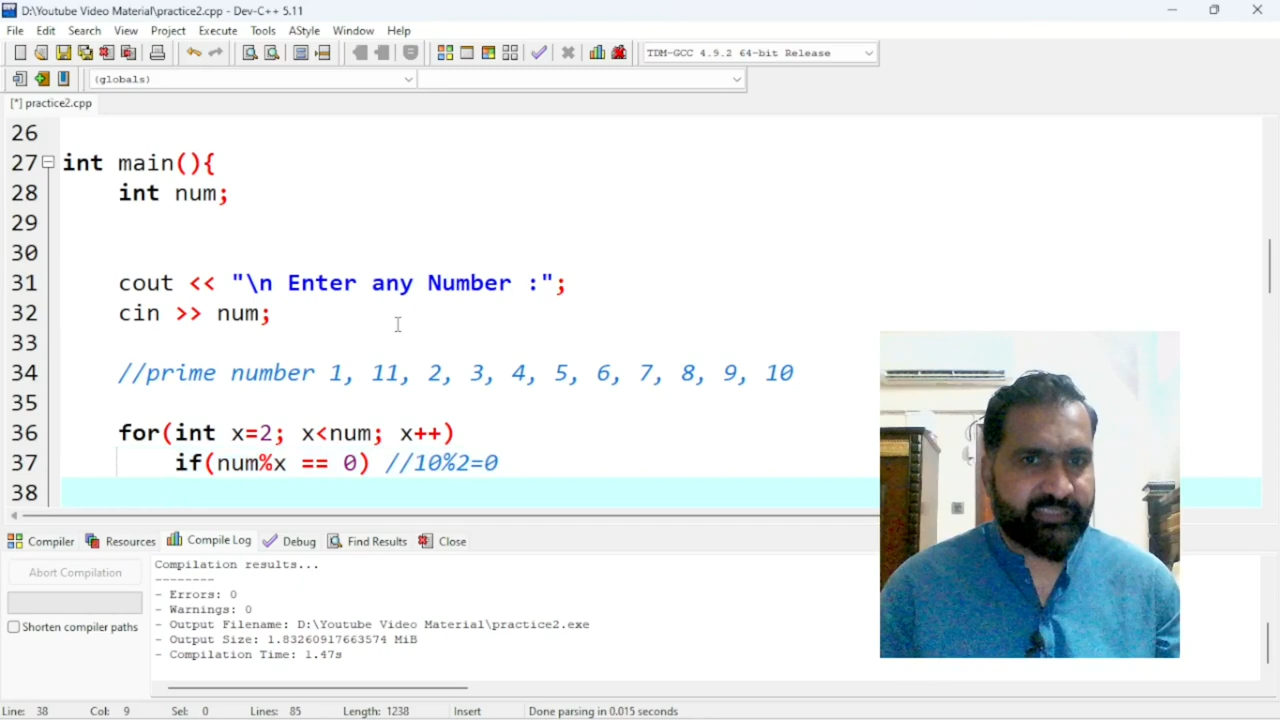 D:\Youtube Video Material\practice2.cpp - Dev-C++ 5.11
File Edit Search View Project Execute Tools AStyle Window Help
TDM-GCC 4.9.2 64-bit Release
(globals)
[*] practice2.cpp
26
27 int main(){
28 int num;
29
30
31 cout << "\n Enter any Number :";
32 cin >> num;
33
34 //prime number 1, 11, 2, 3, 4, 5, 6, 7, 8, 9, 10
35
36 for(int x=2; x<num; x++)
37 if(num%x == 0) //10%2=0
38
Compiler Resources Compile Log Debug Find Results Close
Abort Compilation
Shorten compiler paths
Compilation results...
--------
- Errors: 0
- Warnings: 0
- Output Filename: D:\Youtube Video Material\practice2.exe
- Output Size: 1.83260917663574 MiB
- Compilation Time: 1.47s
Line: 38 Col: 9 Sel: 0 Lines: 85 Length: 1238 Insert Done parsing in 0.015 seconds